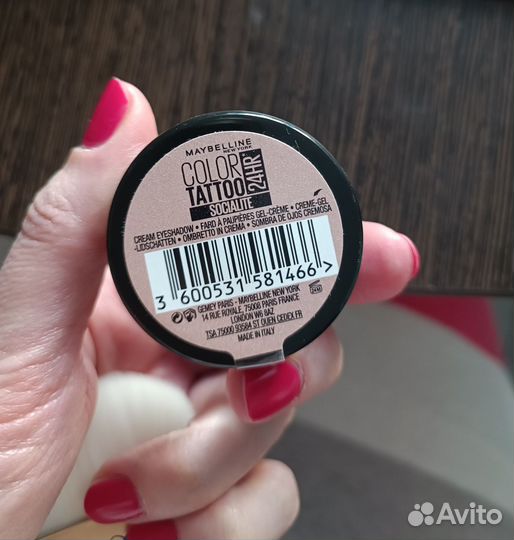 MAYBELLINE
NEW YORK
COLOR
TATTOO
24HR
SOCIALITE
CREAM EYESHADOW • FARD À PAUPIÈRES GEL-CRÈME • CREME-GEL
-LIDSCHATTEN • OMBRETTO IN CREMA • SOMBRA DE OJOS CREMOSA
3 600531 581466
GEMEY PARIS - MAYBELLINE NEW YORK
14 RUE ROYALE, 75008 PARIS FRANCE
LONDON W6 8AZ
TSA 75000 93584 ST OUEN CEDEX, FR
MADE IN ITALY
24M
Avito